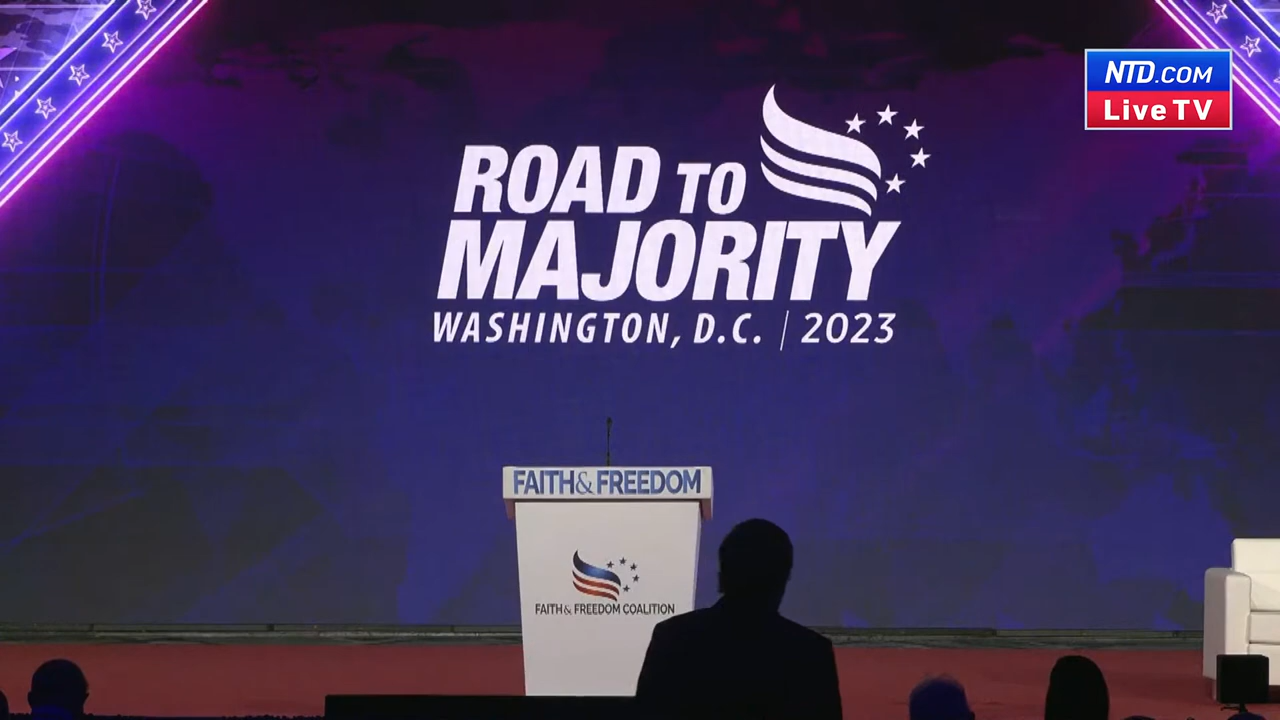 NTD.COM
Live TV
ROAD TO
MAJORITY
WASHINGTON, D.C. | 2023
FAITH & FREEDOM
FAITH & FREEDOM COALITION